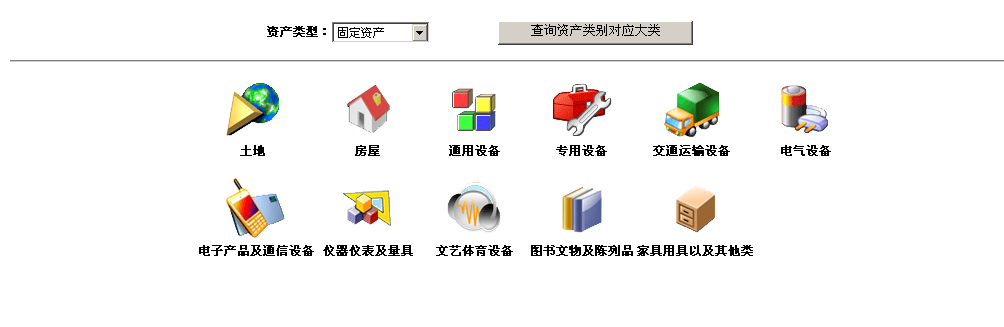 资产类型： 固定资产 查询资产类别对应大类
土地 房屋 通用设备 专用设备 交通运输设备 电气设备
电子产品及通信设备 仪器仪表及量具 文艺体育设备 图书文物及陈列品 家具用具以及其他类